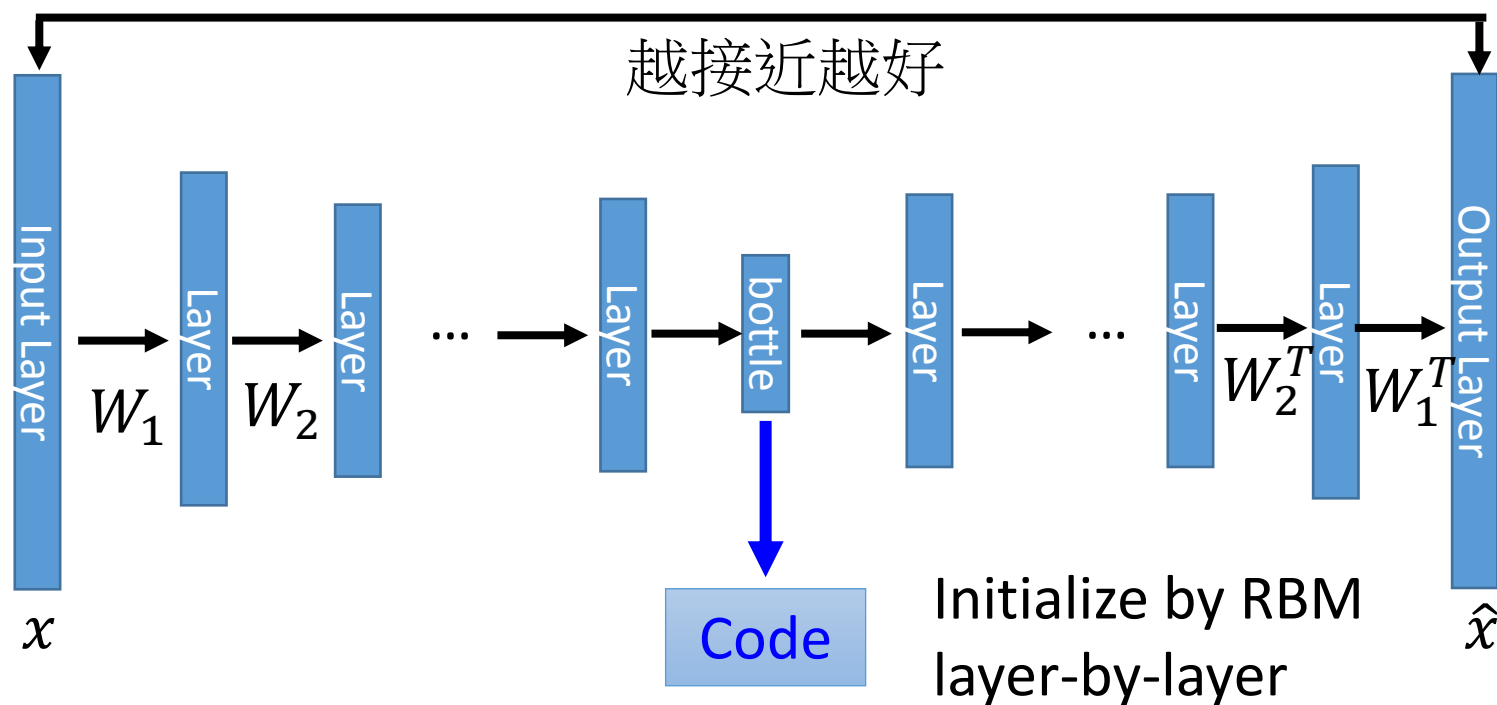 越接近越好
Input Layer
Layer
Layer
...
Layer
bottle
Layer
...
Layer
Layer
Output Layer
W₁
W₂
W₂ᵀ
W₁ᵀ
x
Code
Initialize by RBM
layer-by-layer
x̂